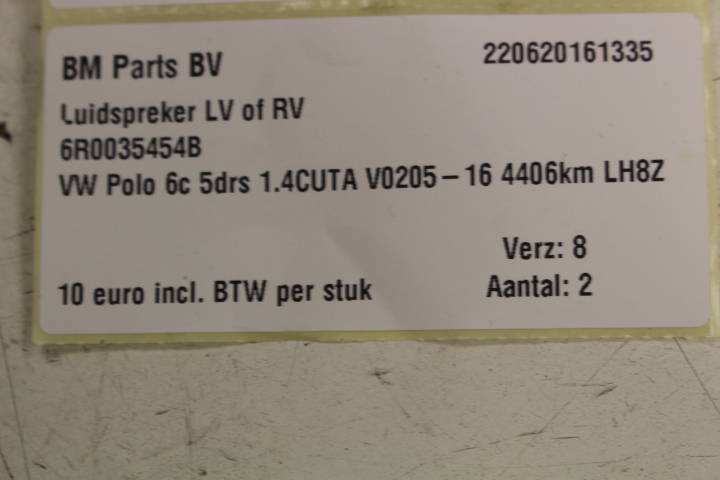 BM Parts BV 220620161335
Luidspreker LV of RV
6R0035454B
VW Polo 6c 5drs 1.4CUTA V0205-16 4406km LH8Z
Verz: 8
10 euro incl. BTW per stuk Aantal: 2